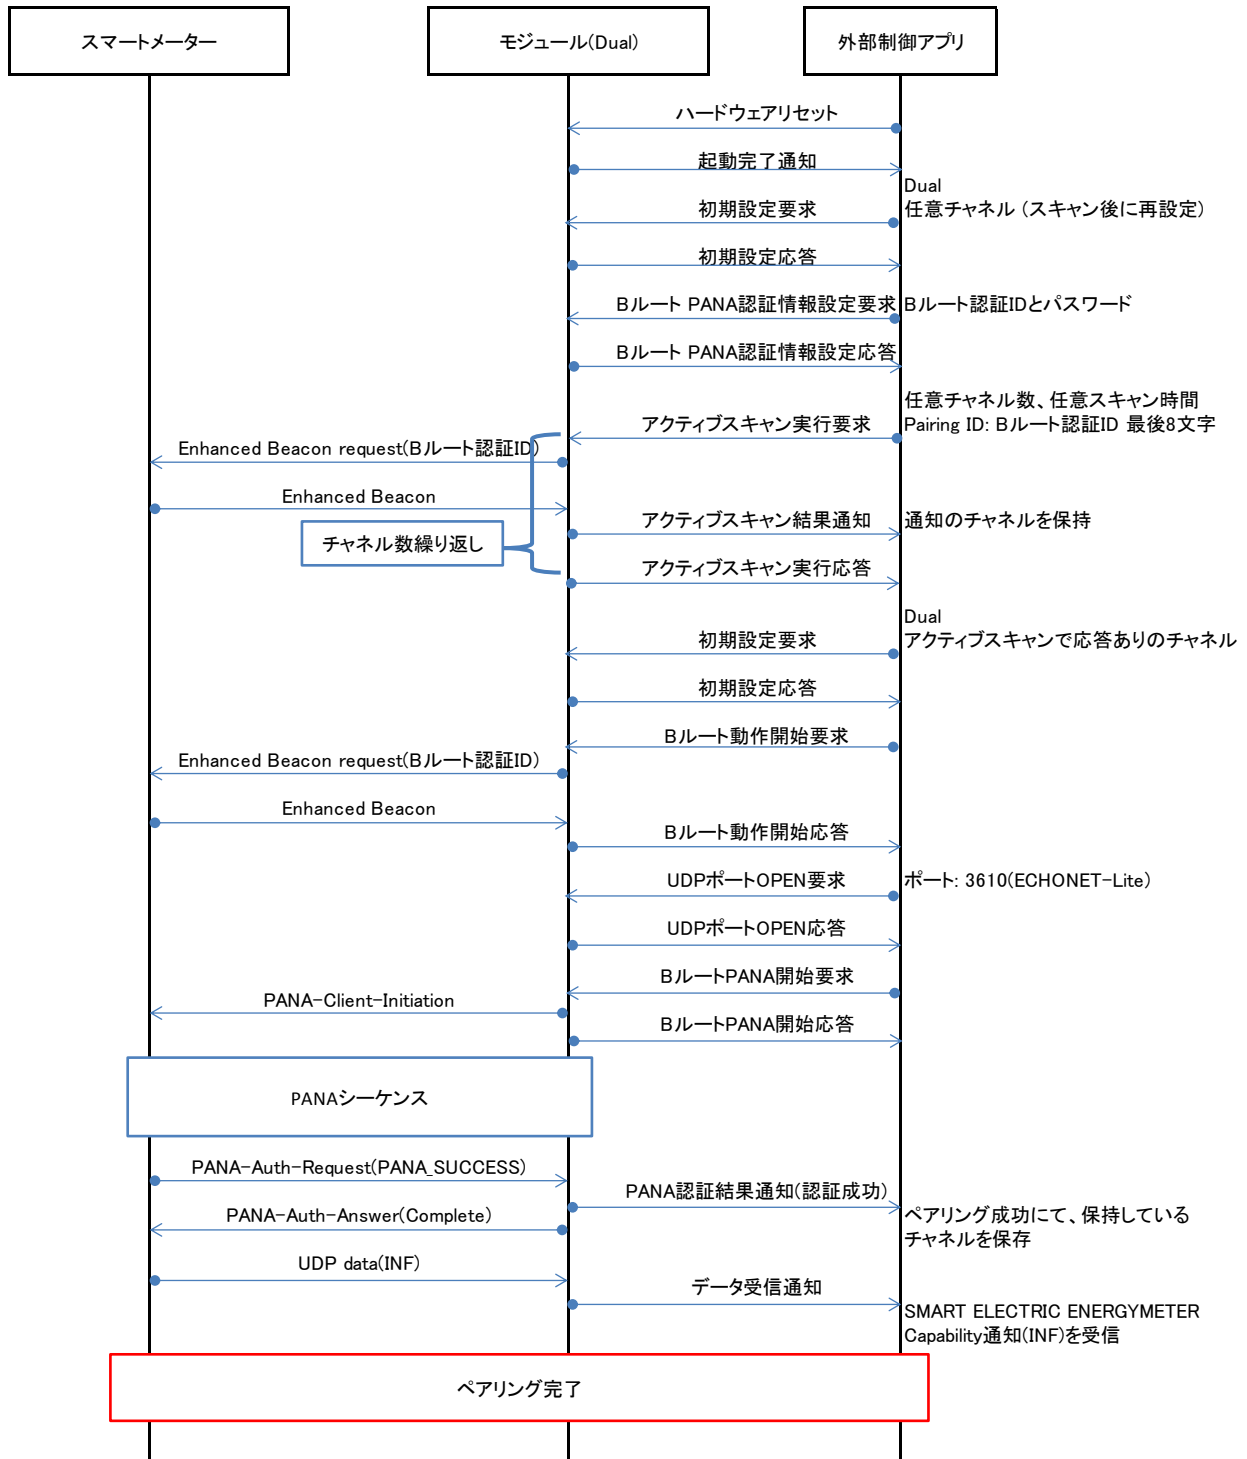 スマートメーター
モジュール(Dual)
外部制御アプリ
ハードウェアリセット
起動完了通知
Dual
初期設定要求
任意チャネル (スキャン後に再設定)
初期設定応答
Bルート PANA認証情報設定要求
Bルート認証IDとパスワード
Bルート PANA認証情報設定応答
任意チャネル数、任意スキャン時間
アクティブスキャン実行要求
Pairing ID: Bルート認証ID 最後8文字
Enhanced Beacon request(Bルート認証ID)
Enhanced Beacon
アクティブスキャン結果通知
通知のチャネルを保持
チャネル数繰り返し
アクティブスキャン実行応答
Dual
初期設定要求
アクティブスキャンで応答ありのチャネル
初期設定応答
Bルート動作開始要求
Enhanced Beacon request(Bルート認証ID)
Enhanced Beacon
Bルート動作開始応答
UDPポートOPEN要求
ポート: 3610(ECHONET-Lite)
UDPポートOPEN応答
BルートPANA開始要求
PANA-Client-Initiation
BルートPANA開始応答
PANAシーケンス
PANA-Auth-Request(PANA_SUCCESS)
PANA認証結果通知(認証成功)
PANA-Auth-Answer(Complete)
ペアリング成功にて、保持している
チャネルを保存
UDP data(INF)
データ受信通知
SMART ELECTRIC ENERGYMETER
Capability通知(INF)を受信
ペアリング完了